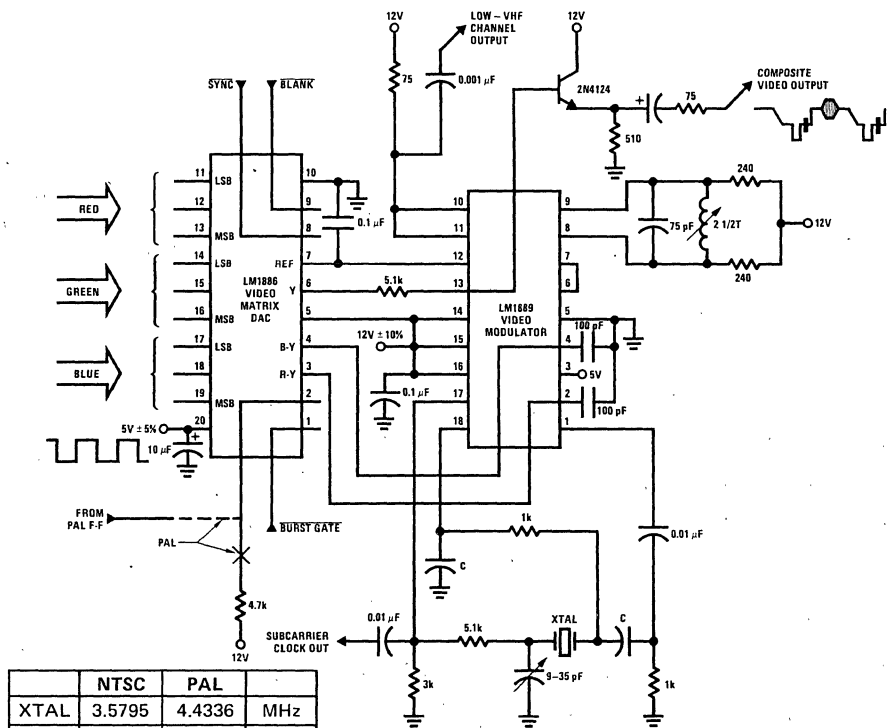 12V
LOW – VHF
CHANNEL
OUTPUT
12V
75
0.001 µF
2N4124
COMPOSITE
VIDEO OUTPUT
+
75
510
SYNC
BLANK
RED
GREEN
BLUE
11 LSB
12
13 MSB
14 LSB
15
16 MSB
17 LSB
18
19 MSB
20
10
9
8
REF 7
Y 6
5
B-Y 4
R-Y 3
2
1
LM1886
VIDEO
MATRIX
DAC
0.1 µF
5.1k
12V ± 10%
0.1 µF
10
11
12
13
14
15
16
17
18
LM1889
VIDEO
MODULATOR
9
8
7
6
5
4
3
2
1
240
75 pF
2 1/2T
12V
240
100 pF
5V
100 pF
5V ± 5%
10 µF
+
FROM
PAL F-F
PAL
BURST GATE
4.7k
12V
1k
C
0.01 µF
SUBCARRIER
CLOCK OUT
0.01 µF
5.1k
XTAL
C
3k
9–35 pF
1k
NTSC PAL
XTAL 3.5795 4.4336 MHz